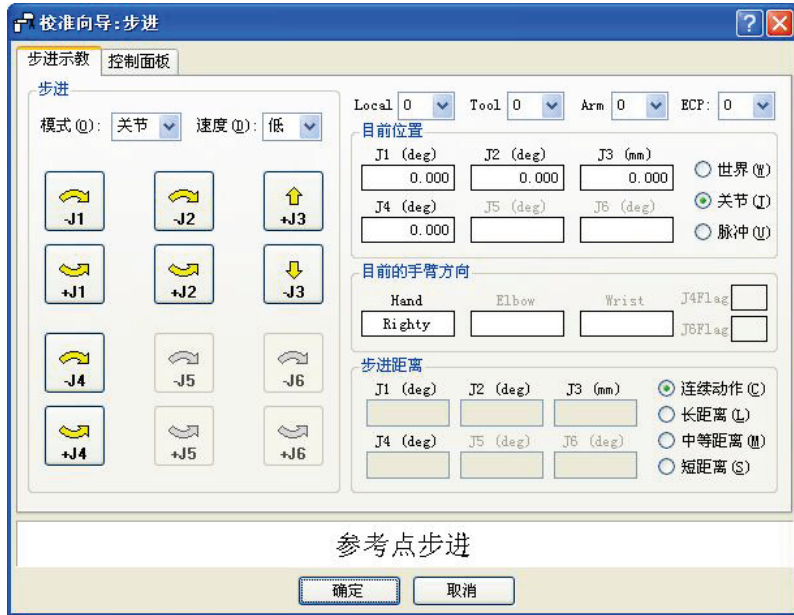 校准向导:步进
步进示教 控制面板
步进
模式(O): 关节 速度(D): 低
-J1 -J2 +J3
+J1 +J2 -J3
-J4 -J5 -J6
+J4 +J5 +J6
Local 0 Tool 0 Arm 0 ECP: 0
目前位置
J1 (deg) J2 (deg) J3 (mm)
0.000 0.000 0.000
J4 (deg) J5 (deg) J6 (deg)
0.000
世界(W)
关节(J)
脉冲(U)
目前的手臂方向
Hand Elbow Wrist J4Flag
Righty J6Flag
步进距离
J1 (deg) J2 (deg) J3 (mm)
J4 (deg) J5 (deg) J6 (deg)
连续动作(C)
长距离(L)
中等距离(M)
短距离(S)
参考点步进
确定 取消